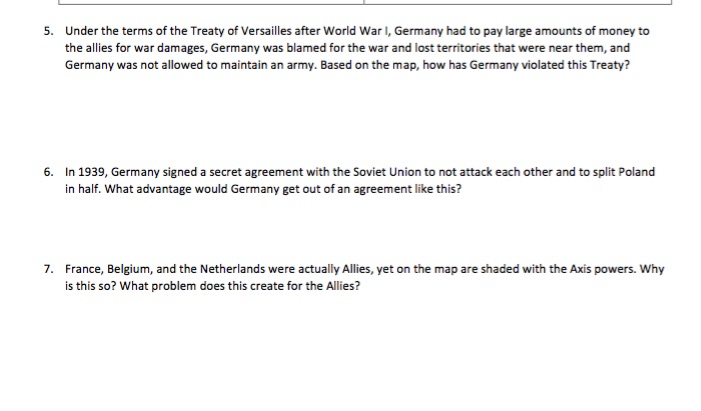 5. Under the terms of the Treaty of Versailles after World War I, Germany had to pay large amounts of money to
the allies for war damages, Germany was blamed for the war and lost territories that were near them, and
Germany was not allowed to maintain an army. Based on the map, how has Germany violated this Treaty?
6. In 1939, Germany signed a secret agreement with the Soviet Union to not attack each other and to split Poland
in half. What advantage would Germany get out of an agreement like this?
7. France, Belgium, and the Netherlands were actually Allies, yet on the map are shaded with the Axis powers. Why
is this so? What problem does this create for the Allies?